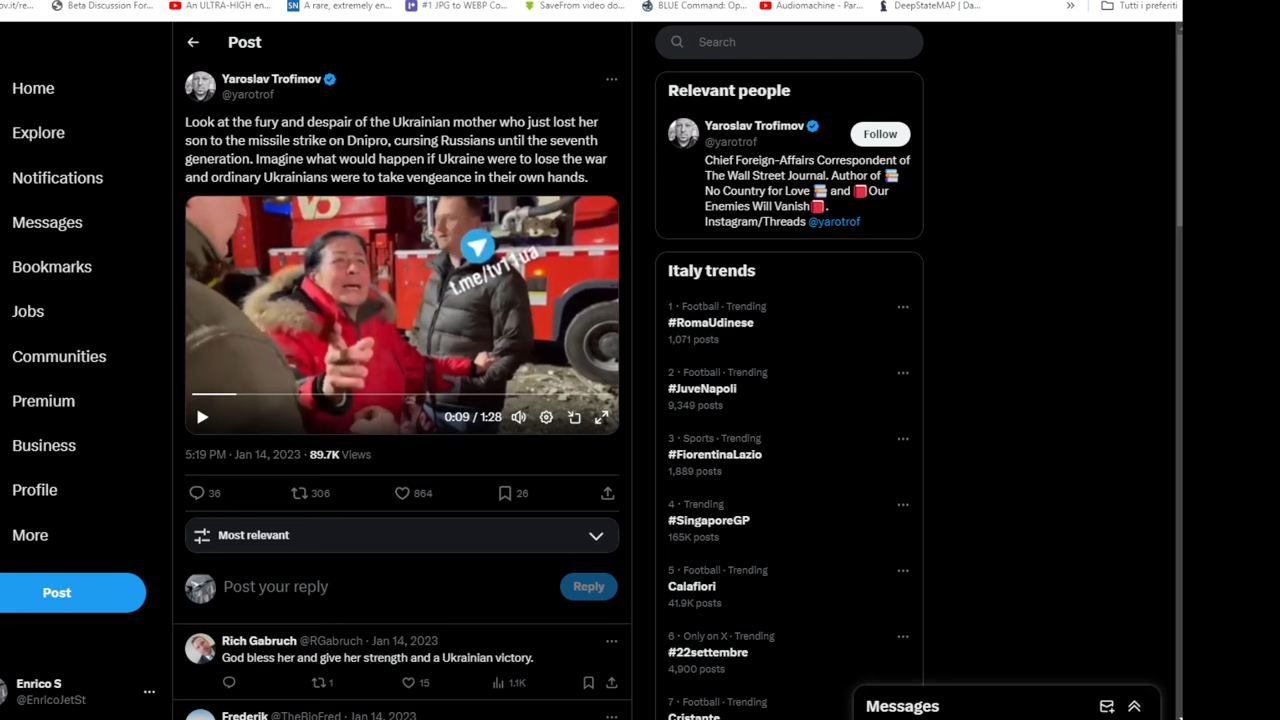 ov.it/re...
Beta Discussion For...
An ULTRA-HIGH en...
SN A rare, extremely en...
#1 JPG to WEBP Co...
SaveFrom video do...
BLUE Command: Op...
Audiomachine - Par...
DeepStateMAP | Da...
»
Tutti i preferiti
Post
Home
Explore
Notifications
Messages
Bookmarks
Jobs
Communities
Premium
Business
Profile
More
Post
Enrico S
@EnricoJetSt
Yaroslav Trofimov
@yarotrof
Look at the fury and despair of the Ukrainian mother who just lost her
son to the missile strike on Dnipro, cursing Russians until the seventh
generation. Imagine what would happen if Ukraine were to lose the war
and ordinary Ukrainians were to take vengeance in their own hands.
t.me/tv11ua
0:09 / 1:28
5:19 PM · Jan 14, 2023 · 89.7K Views
36 306 864 26
Most relevant
Post your reply
Reply
Rich Gabruch @RGabruch · Jan 14, 2023
God bless her and give her strength and a Ukrainian victory.
1 15 1.1K
Frederik @TheBioFred · Jan 14, 2023
Search
Relevant people
Yaroslav Trofimov
@yarotrof
Follow
Chief Foreign-Affairs Correspondent of
The Wall Street Journal. Author of
No Country for Love and Our
Enemies Will Vanish.
Instagram/Threads @yarotrof
Italy trends
1 · Football · Trending
#RomaUdinese
1,071 posts
2 · Football · Trending
#JuveNapoli
9,349 posts
3 · Sports · Trending
#FiorentinaLazio
1,889 posts
4 · Trending
#SingaporeGP
165K posts
5 · Football · Trending
Calafiori
41.9K posts
6 · Only on X · Trending
#22settembre
4,900 posts
7 · Football · Trending
Cristante
Messages